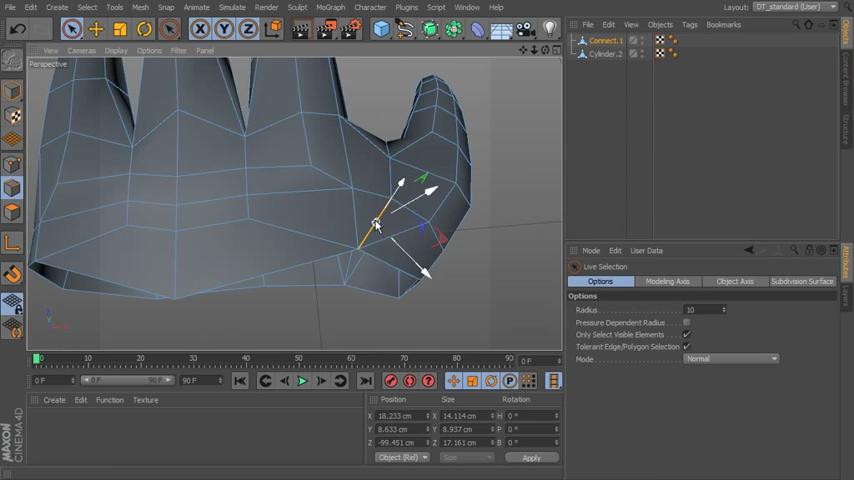 File Edit Create Select Tools Mesh Snap Animate Simulate Render Sculpt MoGraph Character Plugins Script Window Help
Layout: DT_standard (User)
X Y Z
View Cameras Display Options Filter Panel
Perspective
File Edit View Objects Tags Bookmarks
Connect.1
Cylinder.2
Objects
Content Browser
Structure
Mode Edit User Data
Live Selection
Options Modeling Axis Object Axis Subdivision Surface
Options
Radius 10
Pressure Dependent Radius
Only Select Visible Elements
Tolerant Edge/Polygon Selection
Mode Normal
Attributes
Layers
0 10 20 30 40 50 60 70 80 90 0 F
0 F 0 F 90 F 90 F
P
Create Edit Function Texture
Position Size Rotation
X 18.233 cm X 14.114 cm H 0 °
Y 8.633 cm Y 8.937 cm P 0 °
Z -99.451 cm Z 17.161 cm B 0 °
Object (Rel) Size Apply
MAXON
CINEMA 4D